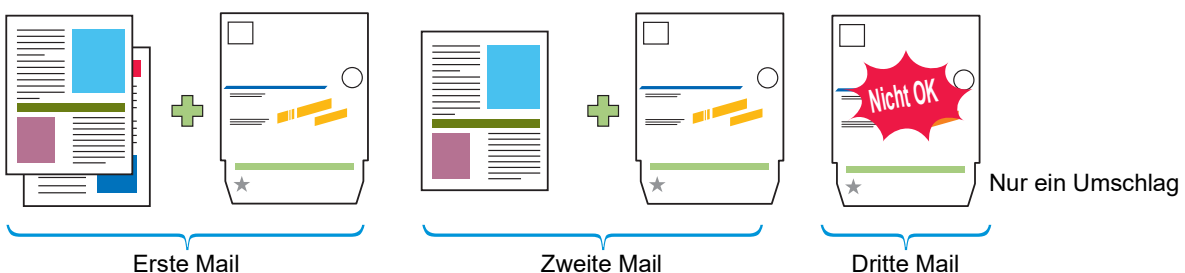 Nicht OK
Nur ein Umschlag
Erste Mail
Zweite Mail
Dritte Mail